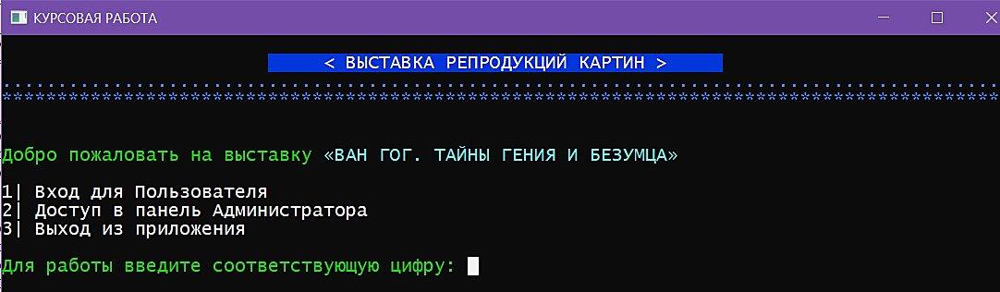 КУРСОВАЯ РАБОТА
< ВЫСТАВКА РЕПРОДУКЦИЙ КАРТИН >
..........................................................................................
******************************************************************************************
Добро пожаловать на выставку «ВАН ГОГ. ТАЙНЫ ГЕНИЯ И БЕЗУМЦА»
1| Вход для Пользователя
2| Доступ в панель Администратора
3| Выход из приложения
Для работы введите соответствующую цифру: